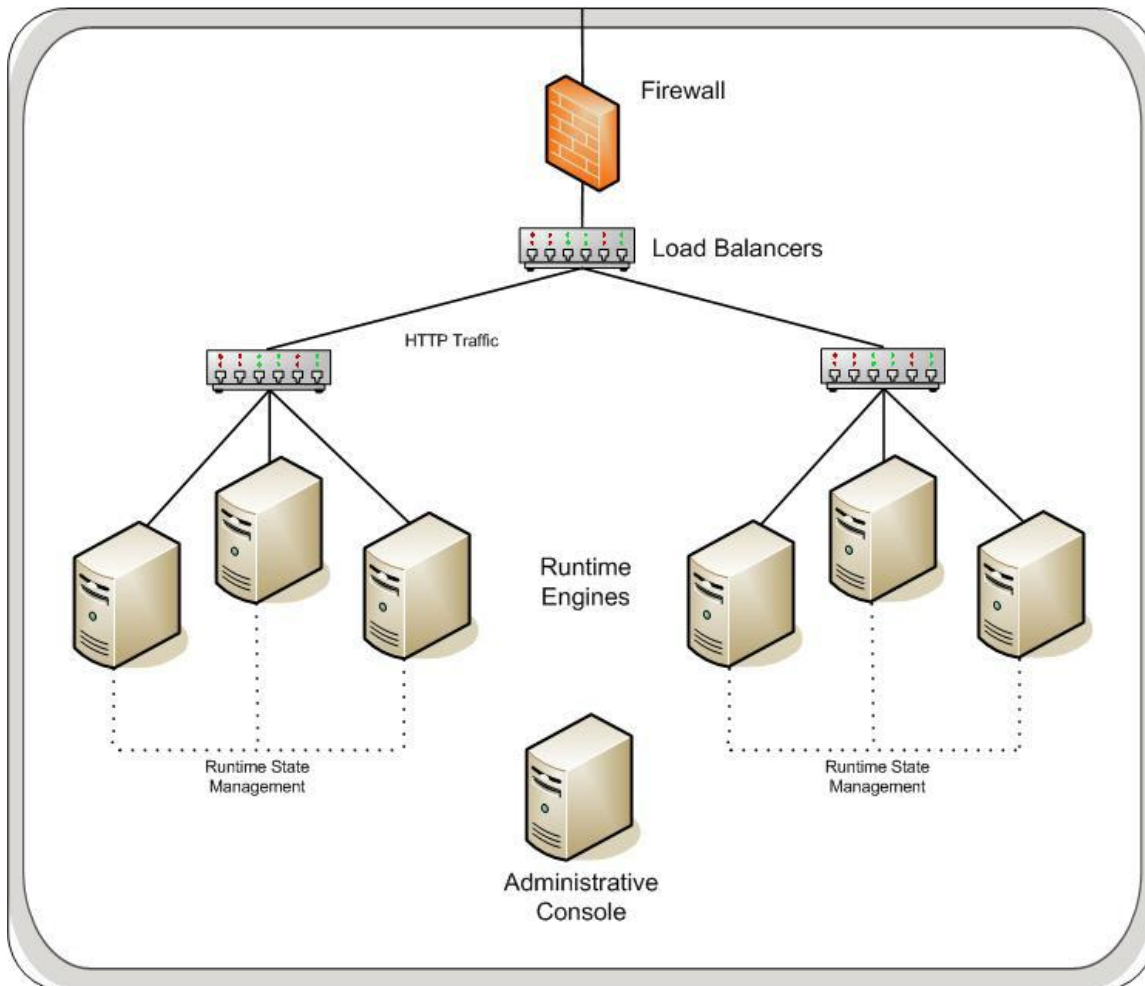 Firewall
Load Balancers
HTTP Traffic
Runtime
Engines
Runtime State
Management
Runtime State
Management
Administrative
Console